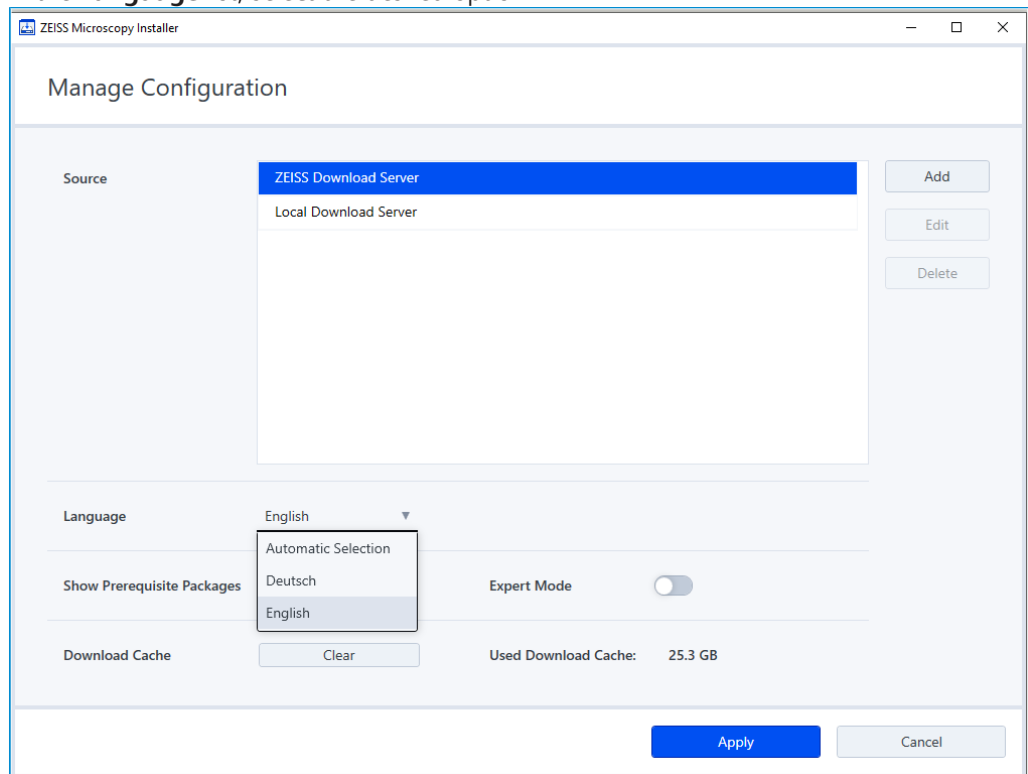 ZEISS Microscopy Installer
Manage Configuration
Source
ZEISS Download Server
Local Download Server
Add
Edit
Delete
Language
English
Automatic Selection
Deutsch
English
Show Prerequisite Packages
Expert Mode
Download Cache
Clear
Used Download Cache: 25.3 GB
Apply
Cancel